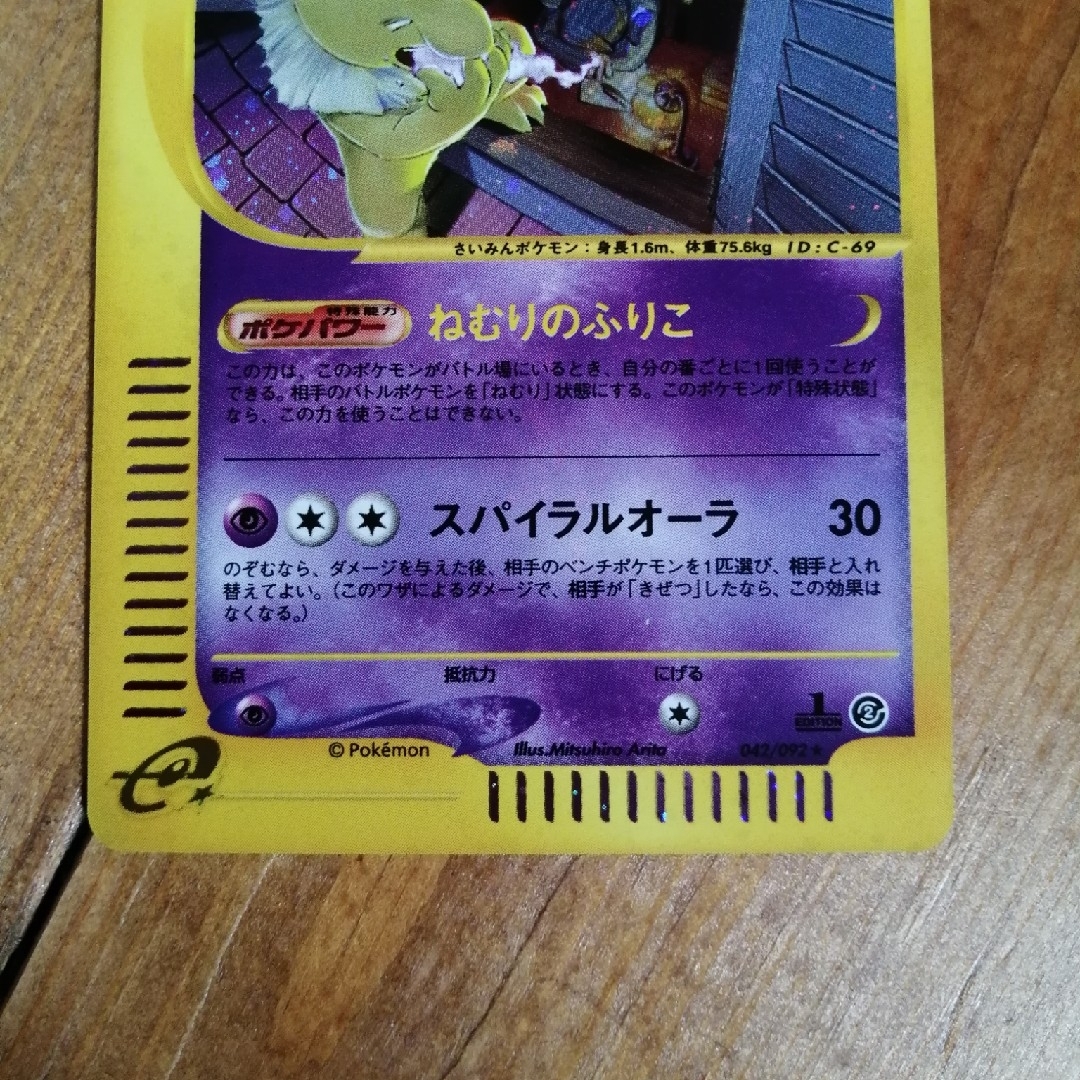 さいみんポケモン：身長1.6m、体重75.6kg ID：C-69
特殊能力
ポケパワー ねむりのふりこ
この力は、このポケモンがバトル場にいるとき、自分の番ごとに1回使うことが
できる。相手のバトルポケモンを「ねむり」状態にする。このポケモンが「特殊状態」
なら、この力を使うことはできない。
スパイラルオーラ 30
のぞむなら、ダメージを与えた後、相手のベンチポケモンを1匹選び、相手と入れ
替えてよい。（このワザによるダメージで、相手が「きぜつ」したなら、この効果は
なくなる。）
弱点 抵抗力 にげる
1 EDITION 2
© Pokémon Illus.Mitsuhiro Arita 042/092★
e